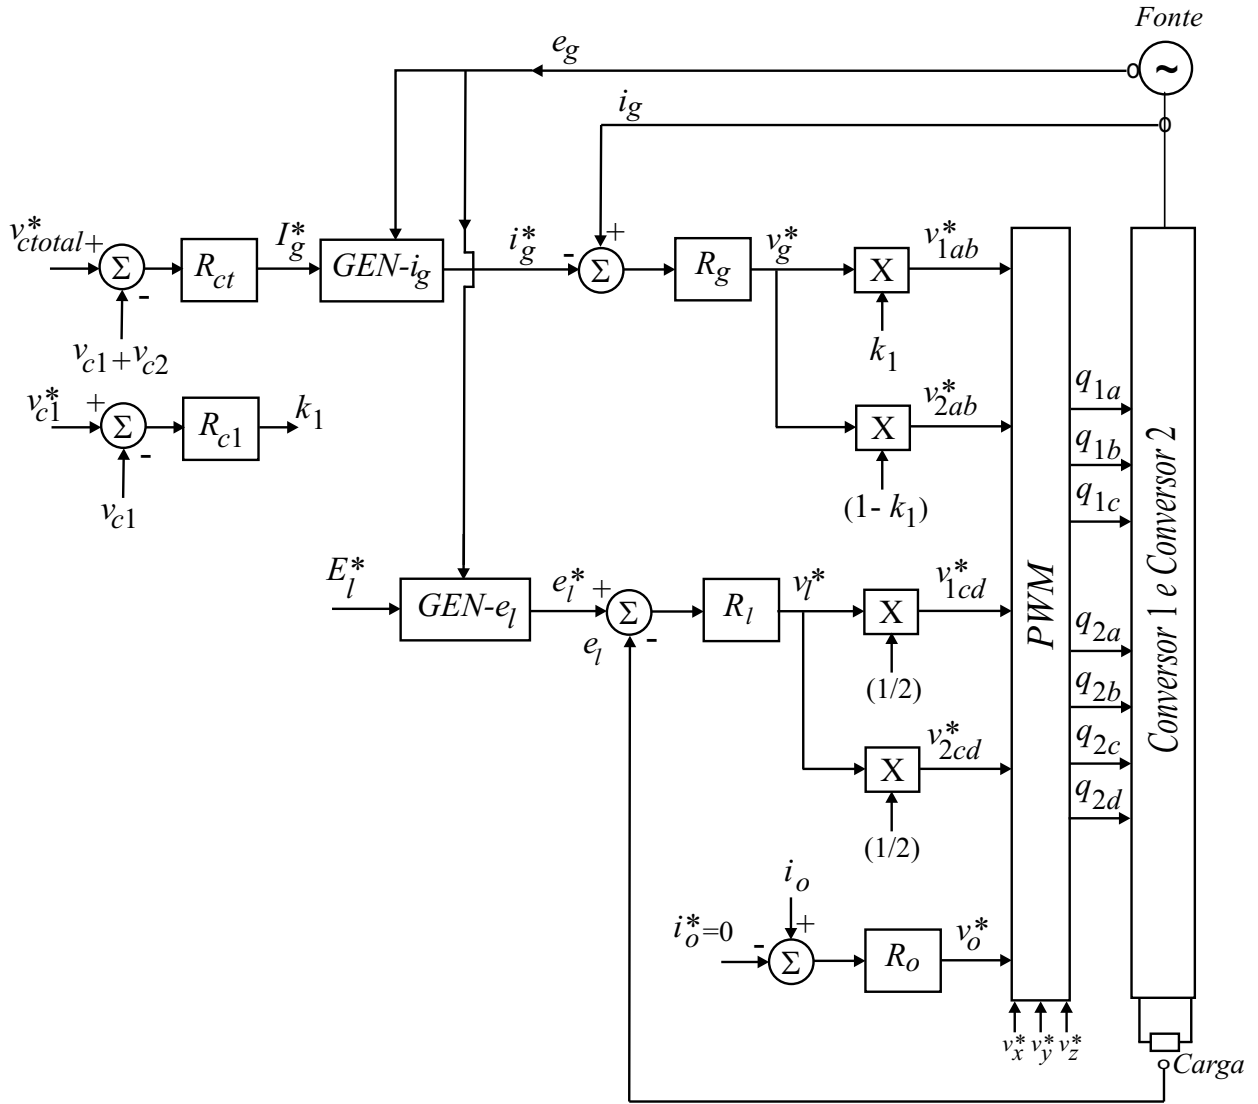 Fonte
~
e_g
i_g
v*_ctotal + Σ -
R_ct
I*_g
GEN-i_g
i*_g
- + Σ
R_g
v*_g
X
v*_1ab
k_1
v_c1+v_c2
v*_c1 + Σ -
R_c1
k_1
v_c1
X
v*_2ab
(1- k_1)
q_1a
q_1b
q_1c
E*_l
GEN-e_l
e*_l + Σ -
e_l
R_l
v_l*
X
v*_1cd
(1/2)
X
v*_2cd
(1/2)
PWM
q_2a
q_2b
q_2c
q_2d
Conversor 1 e Conversor 2
i_o
i*_o=0
- + Σ
R_o
v*_o
v*_x v*_y v*_z
Carga